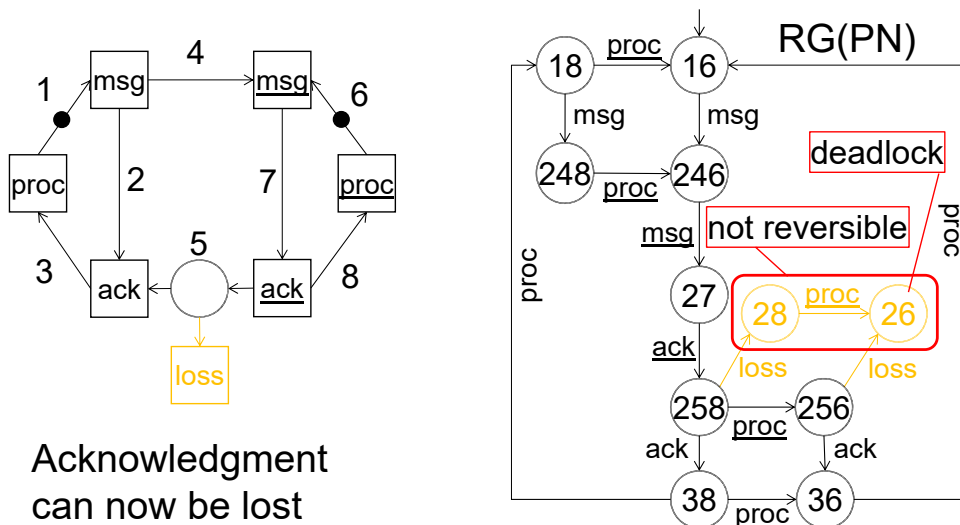 4
msg
msg
1
6
proc
2
7
proc
5
3
ack
ack
8
loss
Acknowledgment
can now be lost
RG(PN)
18
proc
16
msg
msg
deadlock
248
proc
246
proc
msg
not reversible
proc
27
28
proc
26
ack
loss
loss
258
proc
256
ack
ack
38
proc
36